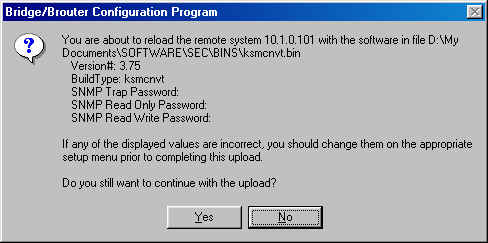 Bridge/Brouter Configuration Program
You are about to reload the remote system 10.1.0.101 with the software in file D:\My
Documents\SOFTWARE\SEC\BINS\ksmcnvt.bin
Version#: 3.75
BuildType: ksmcnvt
SNMP Trap Password:
SNMP Read Only Password:
SNMP Read Write Password:
If any of the displayed values are incorrect, you should change them on the appropriate
setup menu prior to completing this upload.
Do you still want to continue with the upload?
Yes
No